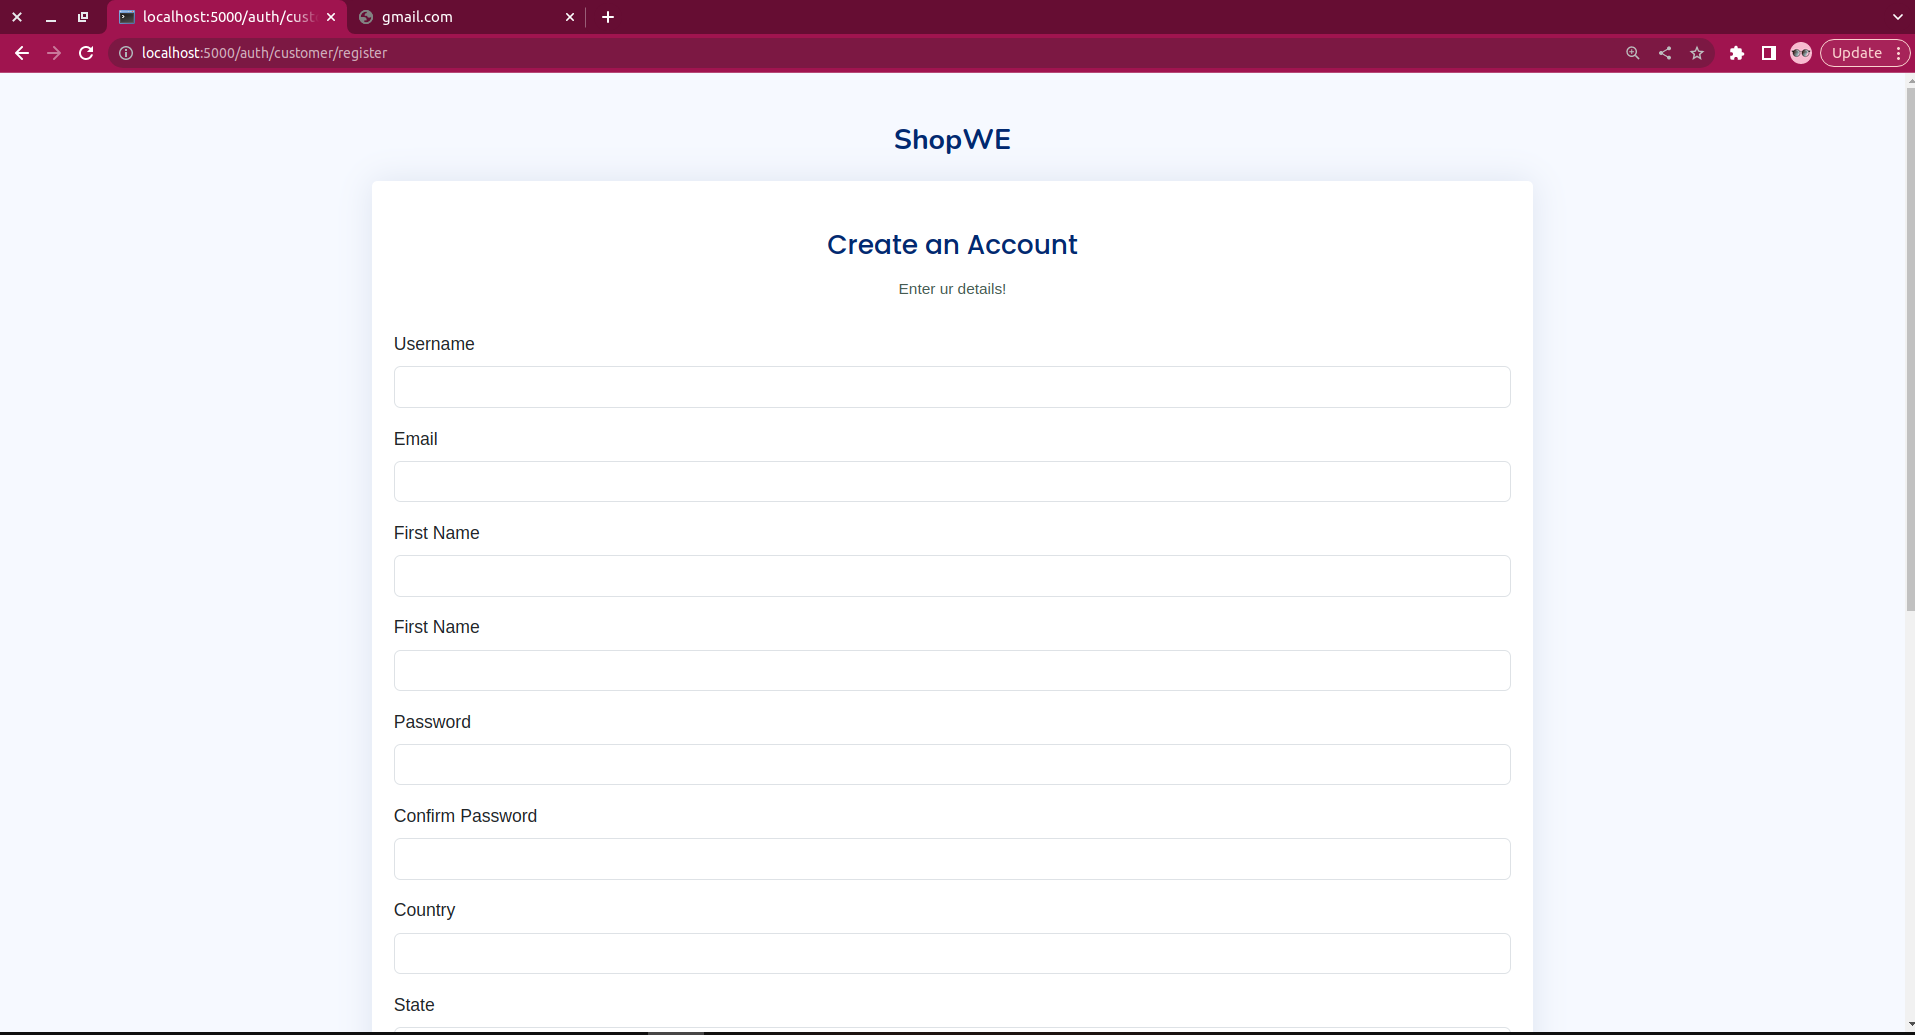 localhost:5000/auth/cust
gmail.com
localhost:5000/auth/customer/register
Update
ShopWE
Create an Account
Enter ur details!
Username
Email
First Name
First Name
Password
Confirm Password
Country
State